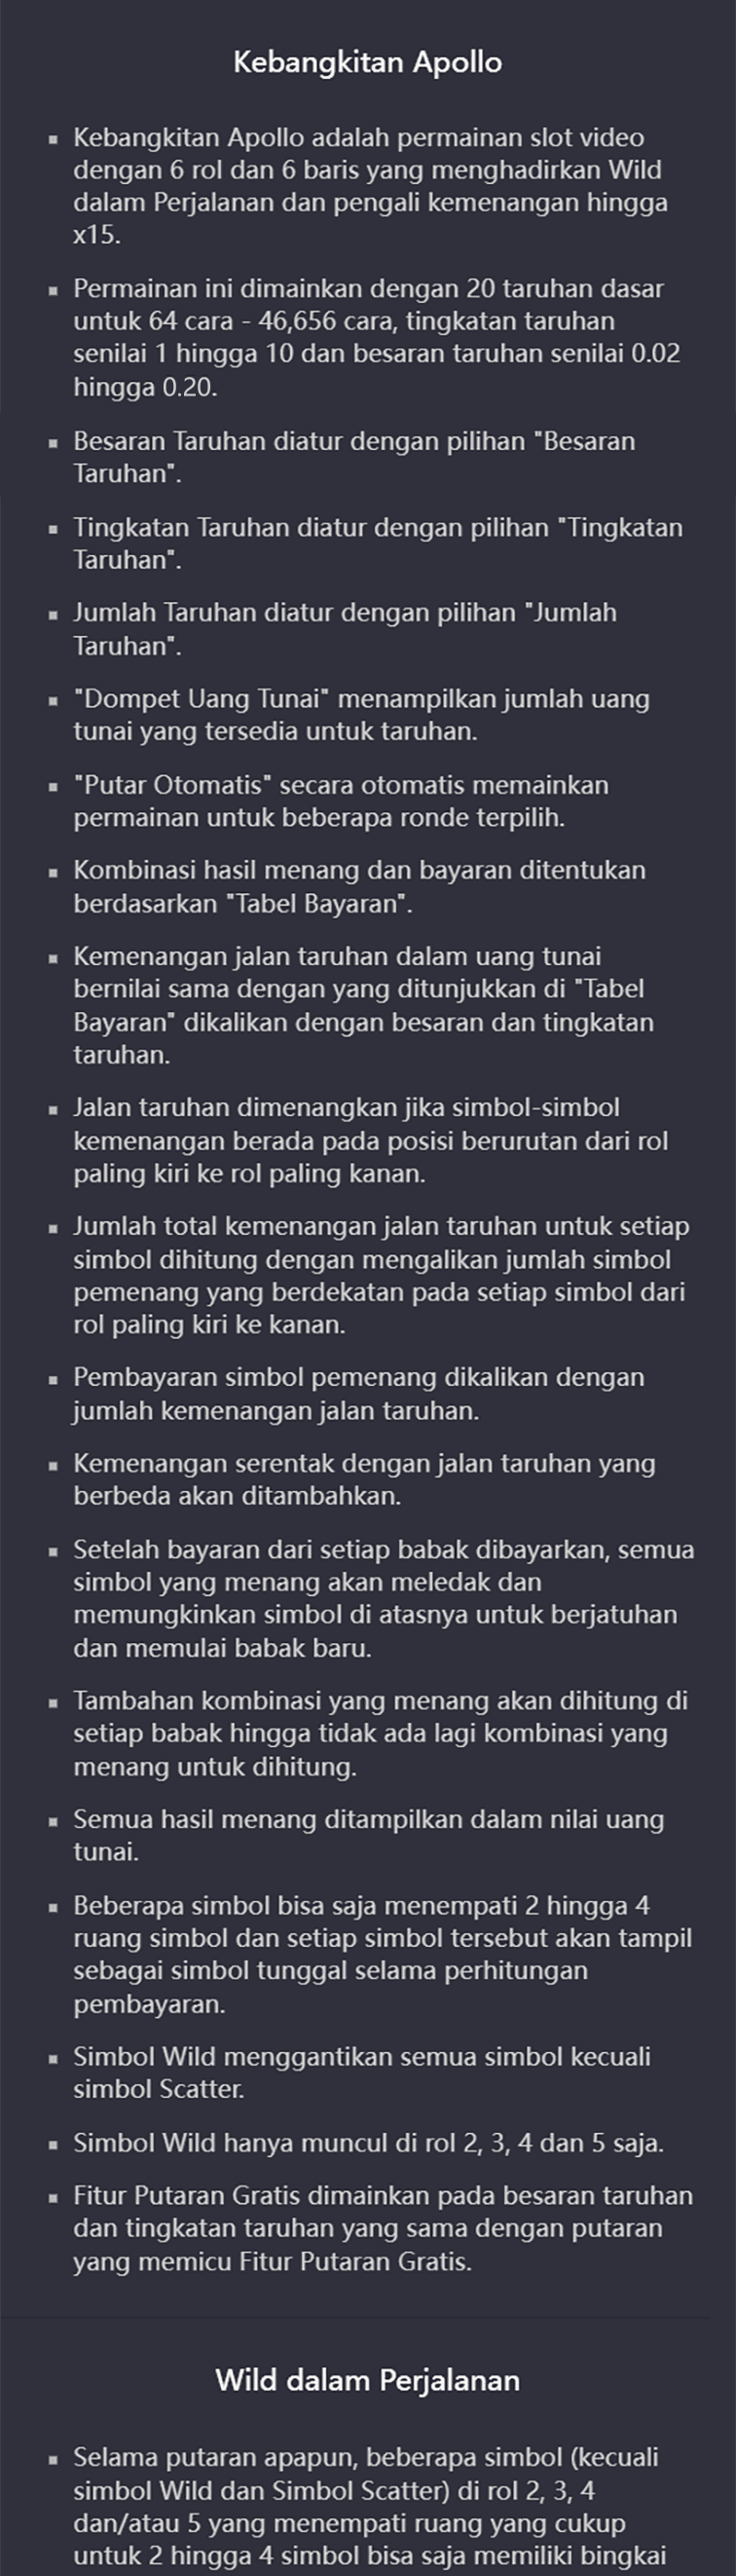 Kebangkitan Apollo
▪ Kebangkitan Apollo adalah permainan slot video
dengan 6 rol dan 6 baris yang menghadirkan Wild
dalam Perjalanan dan pengali kemenangan hingga
x15.
▪ Permainan ini dimainkan dengan 20 taruhan dasar
untuk 64 cara - 46,656 cara, tingkatan taruhan
senilai 1 hingga 10 dan besaran taruhan senilai 0.02
hingga 0.20.
▪ Besaran Taruhan diatur dengan pilihan "Besaran
Taruhan".
▪ Tingkatan Taruhan diatur dengan pilihan "Tingkatan
Taruhan".
▪ Jumlah Taruhan diatur dengan pilihan "Jumlah
Taruhan".
▪ "Dompet Uang Tunai" menampilkan jumlah uang
tunai yang tersedia untuk taruhan.
▪ "Putar Otomatis" secara otomatis memainkan
permainan untuk beberapa ronde terpilih.
▪ Kombinasi hasil menang dan bayaran ditentukan
berdasarkan "Tabel Bayaran".
▪ Kemenangan jalan taruhan dalam uang tunai
bernilai sama dengan yang ditunjukkan di "Tabel
Bayaran" dikalikan dengan besaran dan tingkatan
taruhan.
▪ Jalan taruhan dimenangkan jika simbol-simbol
kemenangan berada pada posisi berurutan dari rol
paling kiri ke rol paling kanan.
▪ Jumlah total kemenangan jalan taruhan untuk setiap
simbol dihitung dengan mengalikan jumlah simbol
pemenang yang berdekatan pada setiap simbol dari
rol paling kiri ke kanan.
▪ Pembayaran simbol pemenang dikalikan dengan
jumlah kemenangan jalan taruhan.
▪ Kemenangan serentak dengan jalan taruhan yang
berbeda akan ditambahkan.
▪ Setelah bayaran dari setiap babak dibayarkan, semua
simbol yang menang akan meledak dan
memungkinkan simbol di atasnya untuk berjatuhan
dan memulai babak baru.
▪ Tambahan kombinasi yang menang akan dihitung di
setiap babak hingga tidak ada lagi kombinasi yang
menang untuk dihitung.
▪ Semua hasil menang ditampilkan dalam nilai uang
tunai.
▪ Beberapa simbol bisa saja menempati 2 hingga 4
ruang simbol dan setiap simbol tersebut akan tampil
sebagai simbol tunggal selama perhitungan
pembayaran.
▪ Simbol Wild menggantikan semua simbol kecuali
simbol Scatter.
▪ Simbol Wild hanya muncul di rol 2, 3, 4 dan 5 saja.
▪ Fitur Putaran Gratis dimainkan pada besaran taruhan
dan tingkatan taruhan yang sama dengan putaran
yang memicu Fitur Putaran Gratis.
Wild dalam Perjalanan
▪ Selama putaran apapun, beberapa simbol (kecuali
simbol Wild dan Simbol Scatter) di rol 2, 3, 4
dan/atau 5 yang menempati ruang yang cukup
untuk 2 hingga 4 simbol bisa saja memiliki bingkai